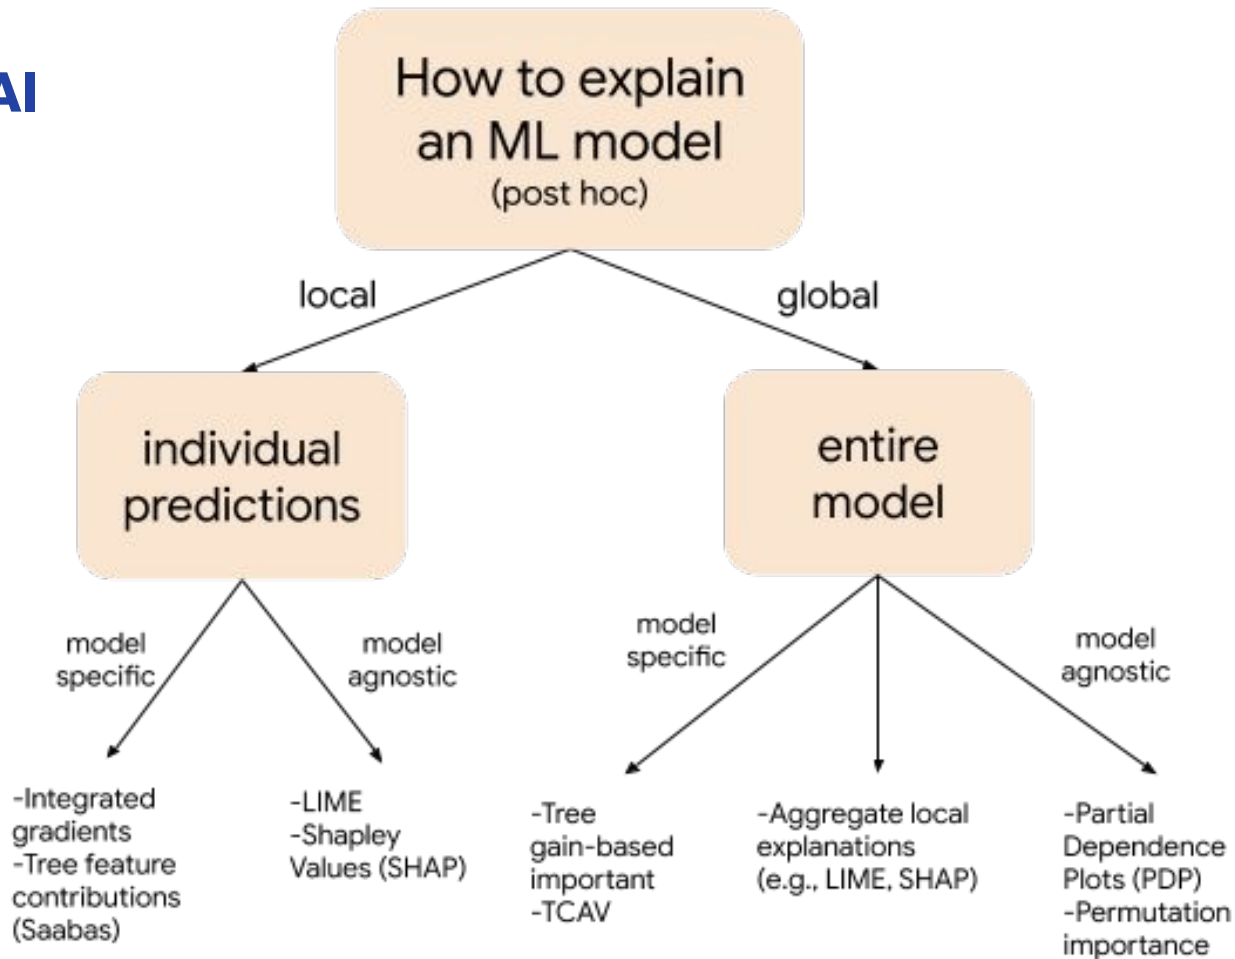 AI
How to explain
an ML model
(post hoc)
local
global
individual
predictions
entire
model
model
specific
model
agnostic
model
specific
model
agnostic
-Integrated
gradients
-Tree feature
contributions
(Saabas)
-LIME
-Shapley
Values (SHAP)
-Tree
gain-based
important
-TCAV
-Aggregate local
explanations
(e.g., LIME, SHAP)
-Partial
Dependence
Plots (PDP)
-Permutation
importance